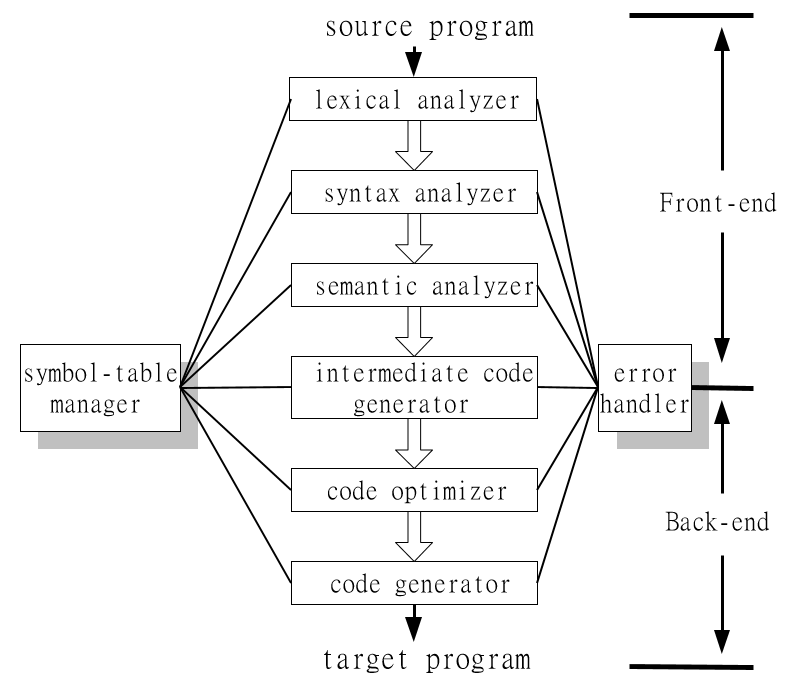 source program
lexical analyzer
syntax analyzer
Front-end
semantic analyzer
symbol-table
manager
intermediate code
generator
error
handler
code optimizer
Back-end
code generator
target program